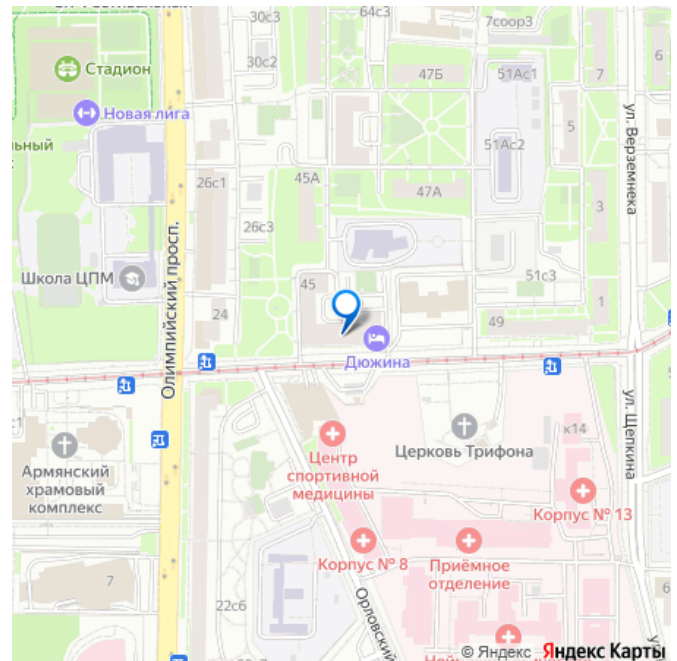 64с3
30с3
7соор3
6
30с2
Стадион
47Б
51Ас1
7
Новая лига
5
51Ас2
45А
26с1
47А
ул. Верземнека
3
26с3
Олимпийский просп.
Школа ЦПМ
45
51с3
24
1
49
Дюжина
к14
ул. Щепкина
Церковь Трифона
Центр
спортивной
медицины
Армянский
храмовый
комплекс
Корпус № 13
Корпус № 8
Приёмное
отделение
7
22с6
Орловский
6
© Яндекс Яндекс Карты